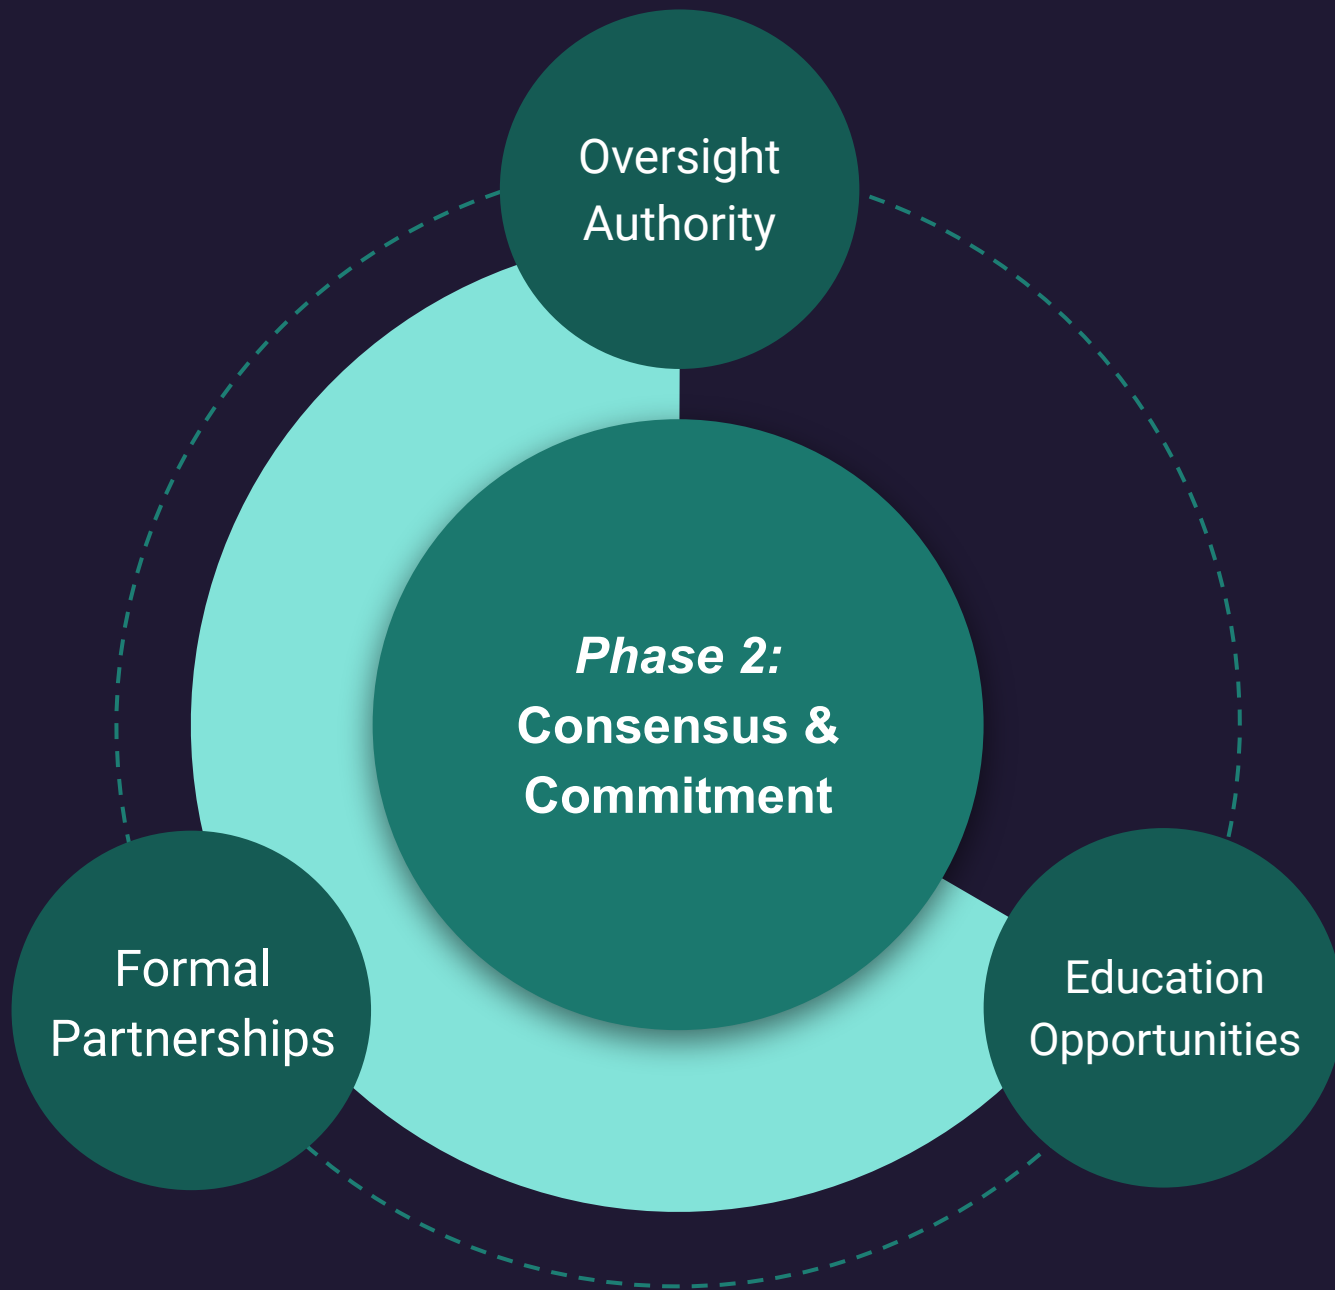 Oversight
Authority
Phase 2:
Consensus &
Commitment
Formal
Partnerships
Education
Opportunities